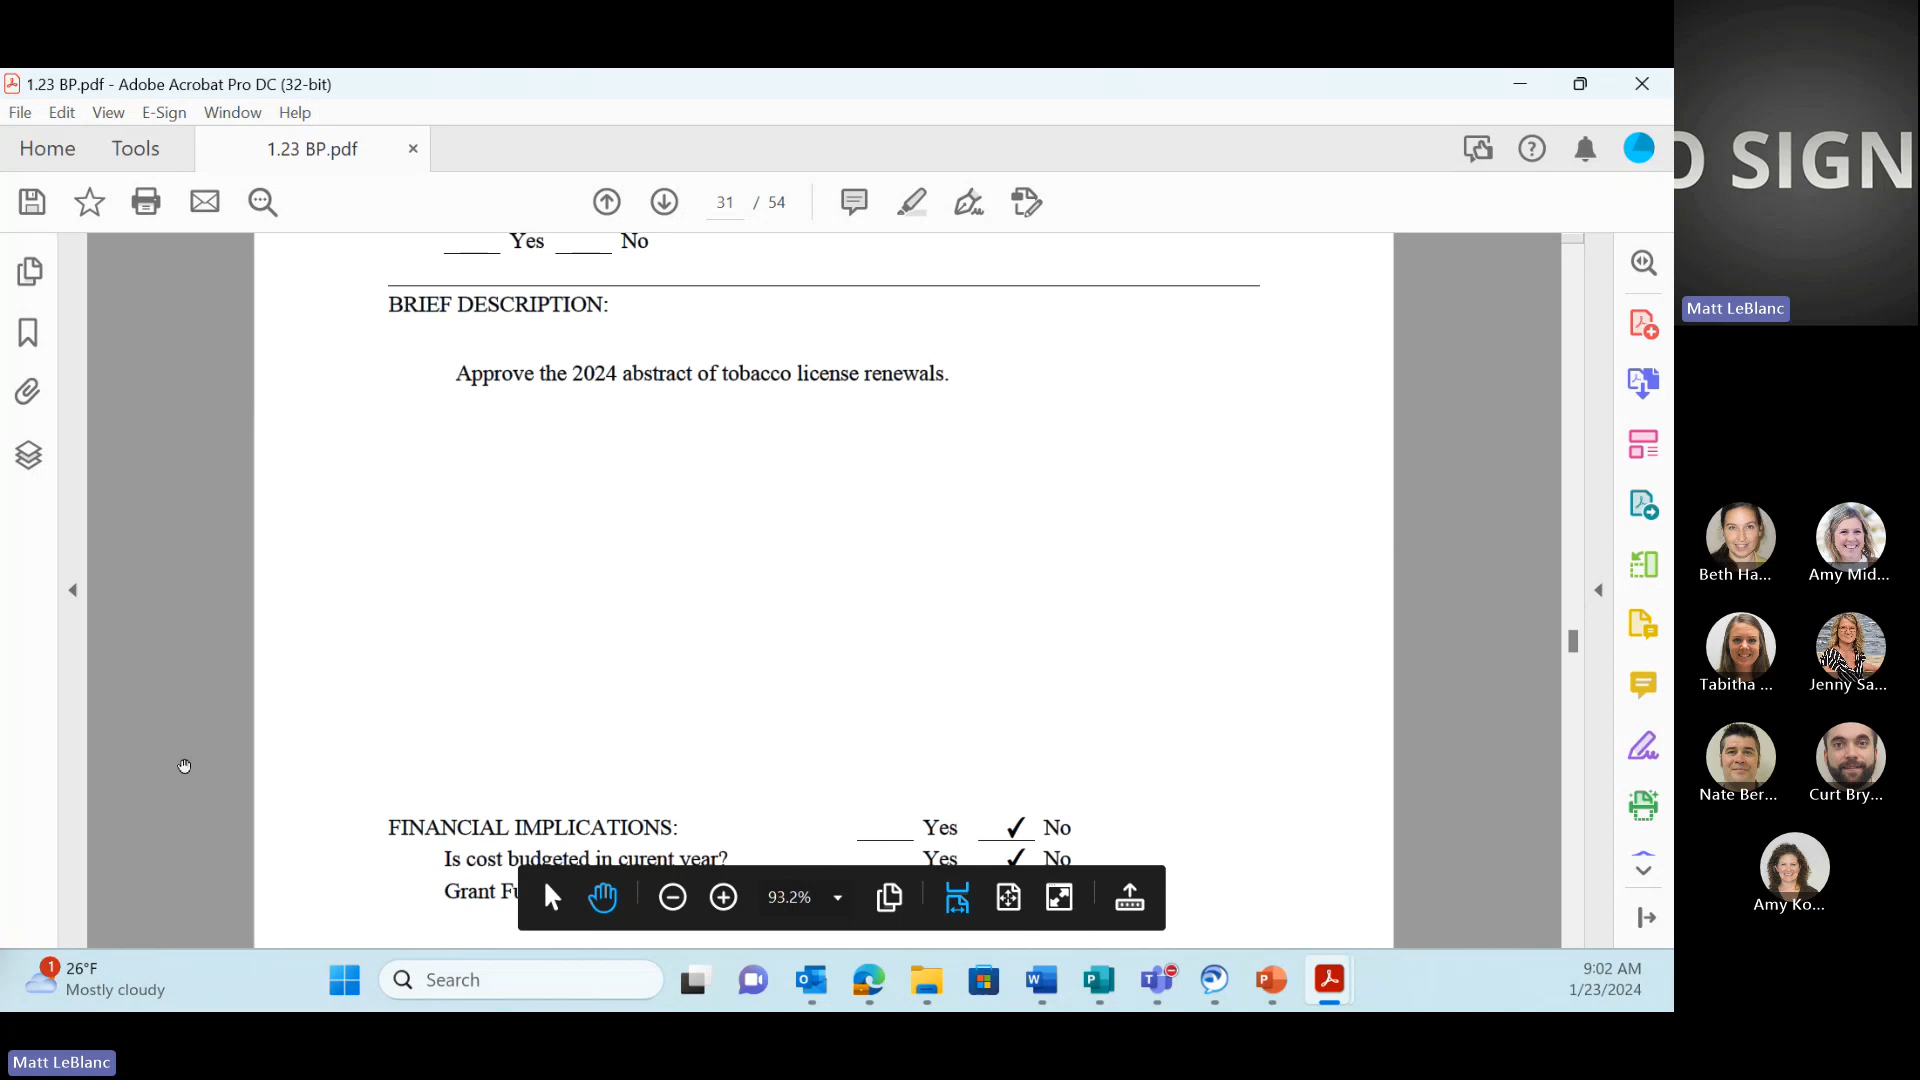 1.23 BP.pdf - Adobe Acrobat Pro DC (32-bit)
File Edit View E-Sign Window Help
Home Tools 1.23 BP.pdf
31 / 54
Yes No
BRIEF DESCRIPTION:
Approve the 2024 abstract of tobacco license renewals.
FINANCIAL IMPLICATIONS: Yes ✓ No
Is cost budgeted in curent year? Yes ✓ No
Grant Fu
93.2%
1 26°F
Mostly cloudy
Search
9:02 AM
1/23/2024
Matt LeBlanc
O SIGN
Matt LeBlanc
Beth Ha... Amy Mid...
Tabitha ... Jenny Sa...
Nate Ber... Curt Bry...
Amy Ko...